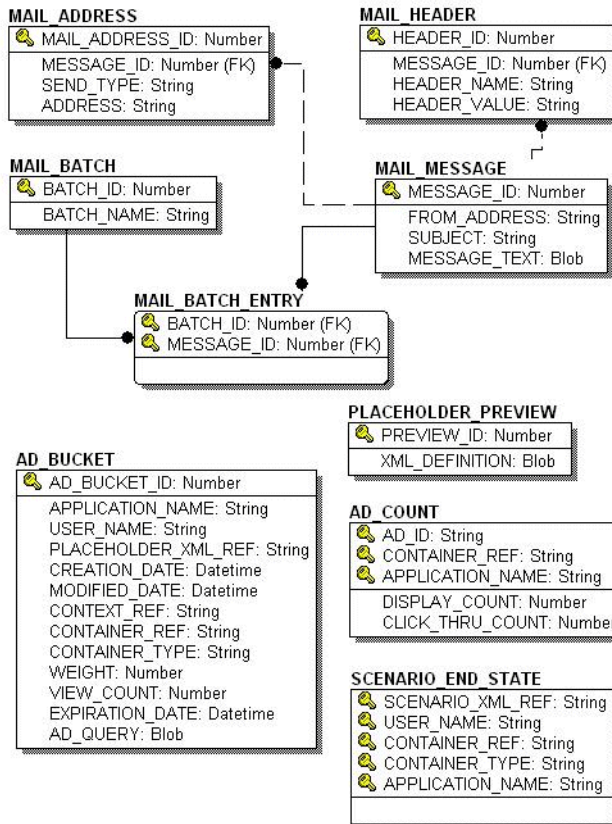 MAIL_ADDRESS
MAIL_ADDRESS_ID: Number
MESSAGE_ID: Number (FK)
SEND_TYPE: String
ADDRESS: String
MAIL_HEADER
HEADER_ID: Number
MESSAGE_ID: Number (FK)
HEADER_NAME: String
HEADER_VALUE: String
MAIL_BATCH
BATCH_ID: Number
BATCH_NAME: String
MAIL_MESSAGE
MESSAGE_ID: Number
FROM_ADDRESS: String
SUBJECT: String
MESSAGE_TEXT: Blob
MAIL_BATCH_ENTRY
BATCH_ID: Number (FK)
MESSAGE_ID: Number (FK)
PLACEHOLDER_PREVIEW
PREVIEW_ID: Number
XML_DEFINITION: Blob
AD_BUCKET
AD_BUCKET_ID: Number
APPLICATION_NAME: String
USER_NAME: String
PLACEHOLDER_XML_REF: String
CREATION_DATE: Datetime
MODIFIED_DATE: Datetime
CONTEXT_REF: String
CONTAINER_REF: String
CONTAINER_TYPE: String
WEIGHT: Number
VIEW_COUNT: Number
EXPIRATION_DATE: Datetime
AD_QUERY: Blob
AD_COUNT
AD_ID: String
CONTAINER_REF: String
APPLICATION_NAME: String
DISPLAY_COUNT: Number
CLICK_THRU_COUNT: Number
SCENARIO_END_STATE
SCENARIO_XML_REF: String
USER_NAME: String
CONTAINER_REF: String
CONTAINER_TYPE: String
APPLICATION_NAME: String